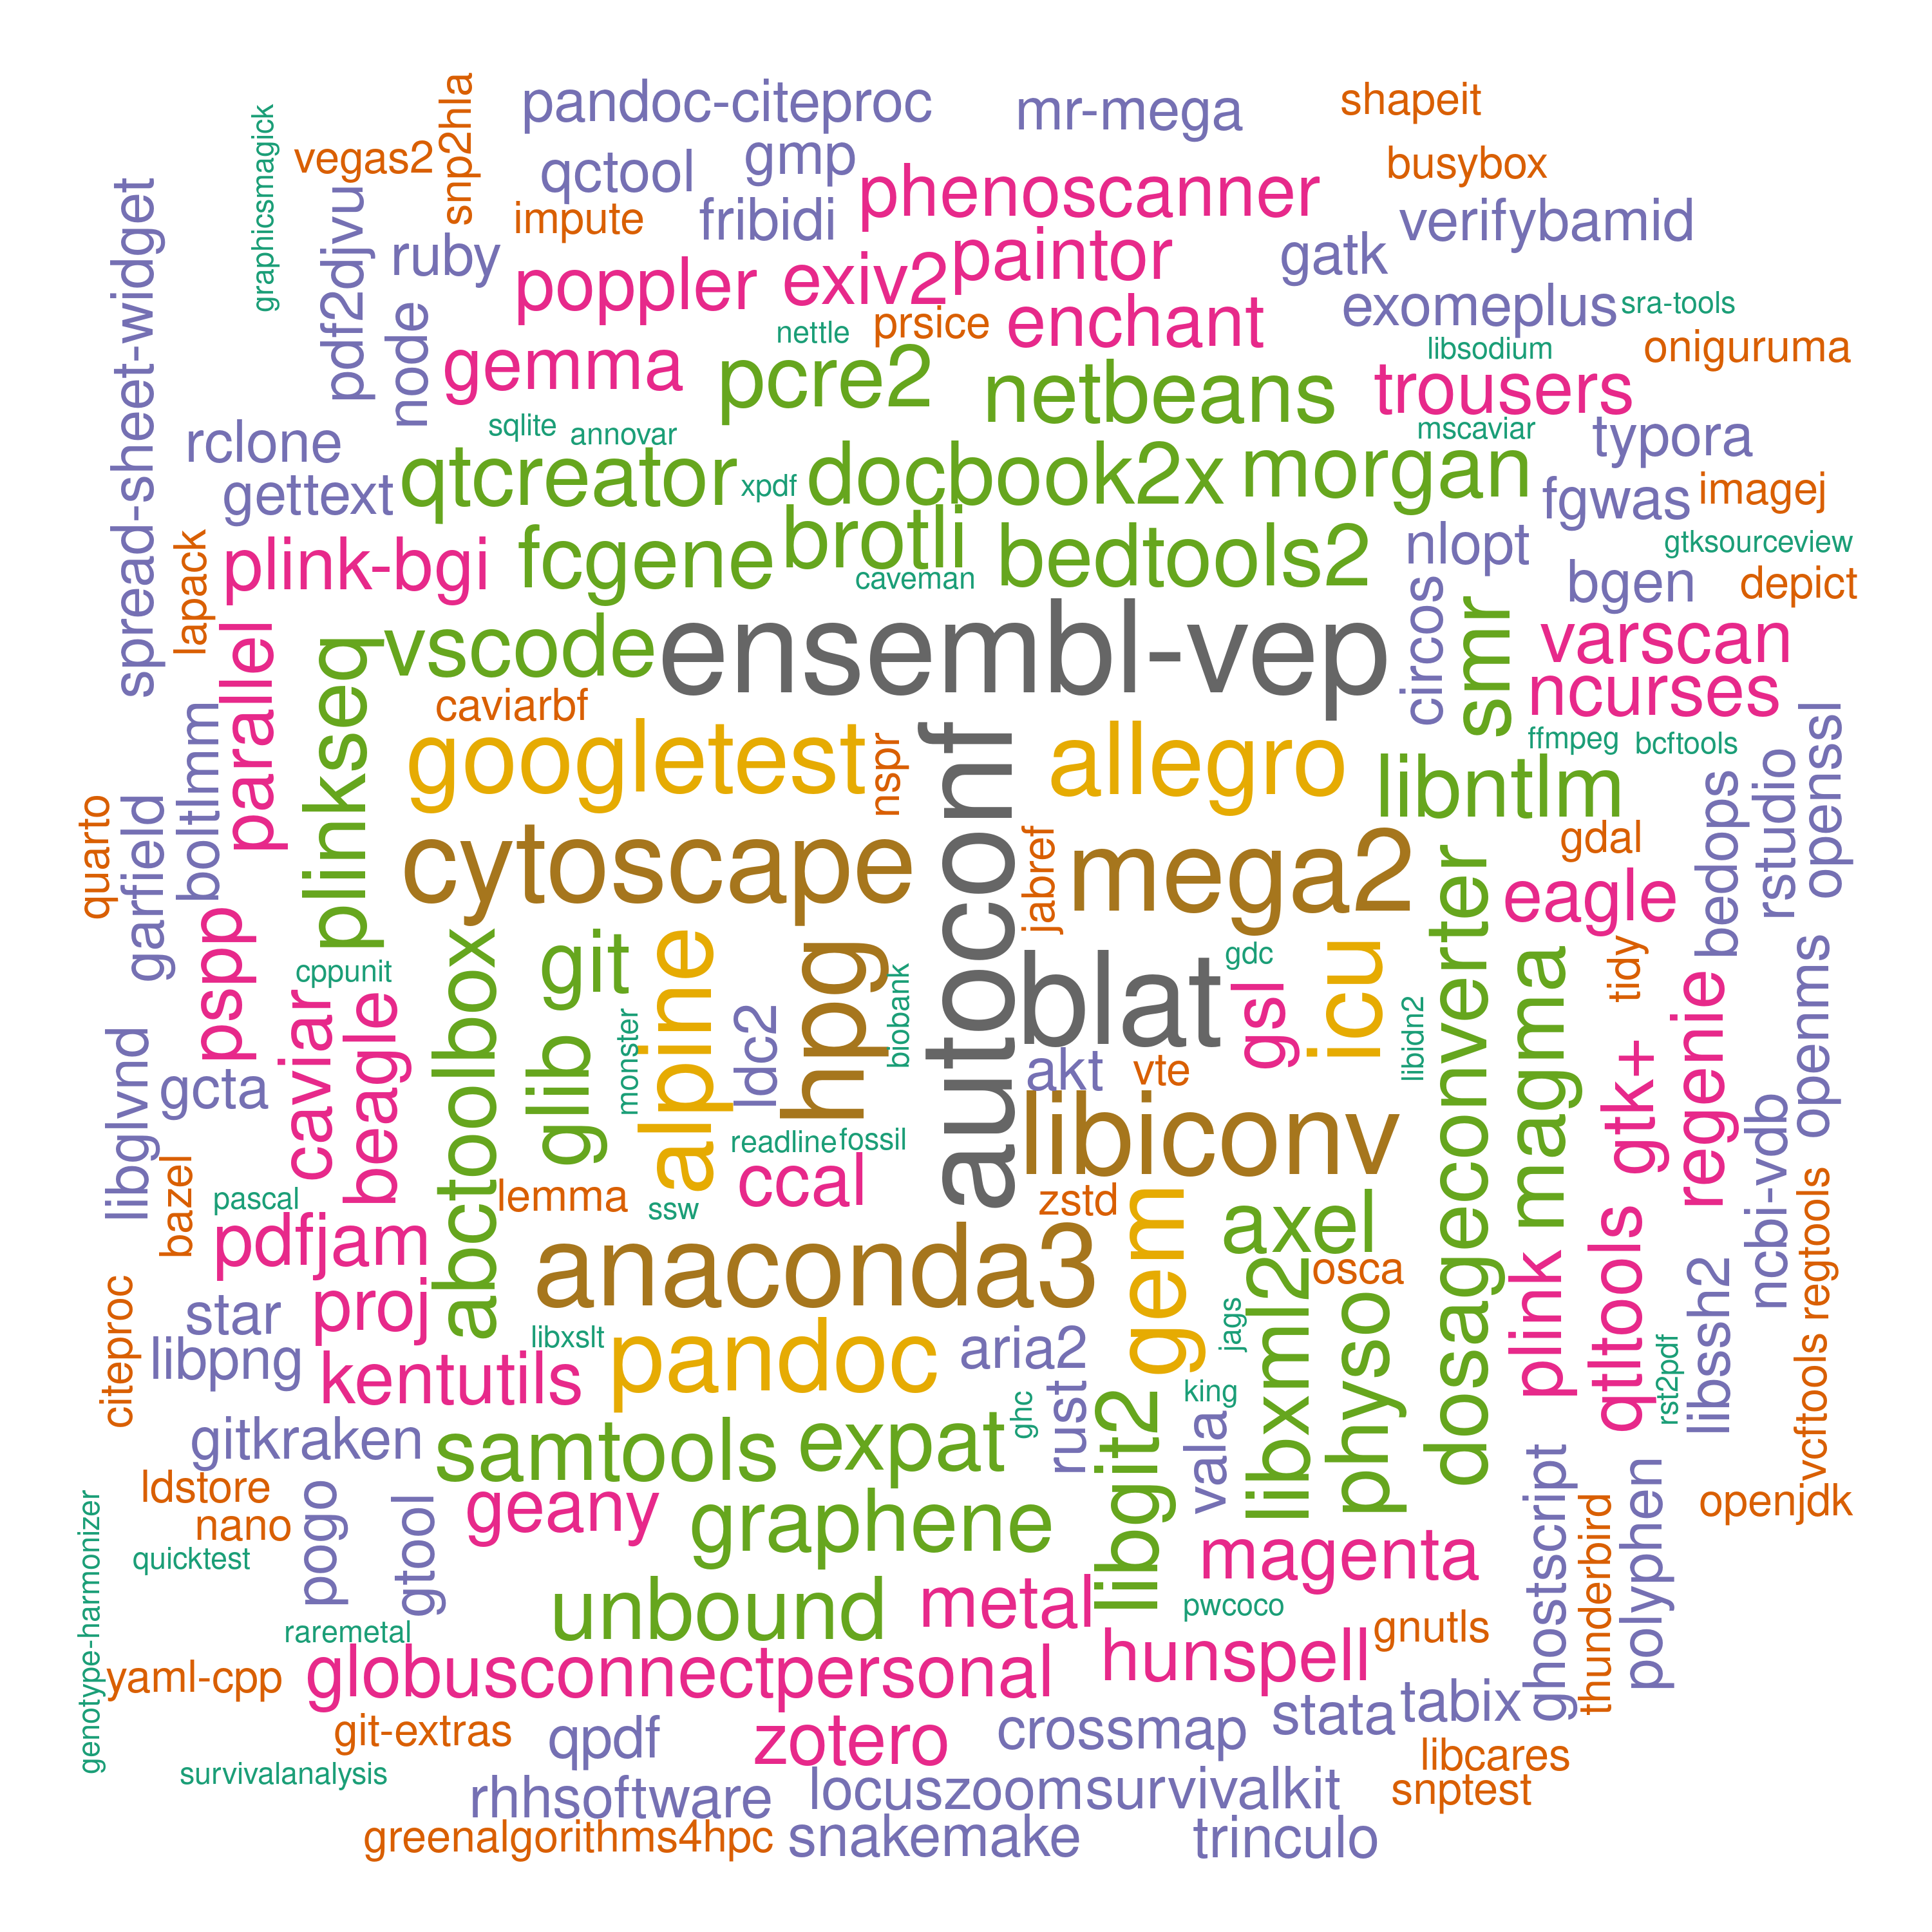 pandoc-citeproc
mr-mega
shapeit
snp2hla
graphicsmagick
vegas2
qctool
gmp
busybox
phenoscanner
impute
fribidi
verifybamid
spread-sheet-widget
pdf2djvu
ruby
poppler
exiv2
paintor
gatk
exomeplus
sra-tools
node
nettle
prsice
enchant
libsodium
oniguruma
gemma
pcre2
netbeans
trousers
rclone
sqlite
annovar
mscaviar
typora
gettext
qtcreator
xpdf
docbook2x
morgan
fgwas
imagej
lapack
plink-bgi
fcgene
brotli
caveman
bedtools2
nlopt
gtksourceview
bgen
depict
parallel
plinkseq
vscode
ensembl-vep
circos
smr
varscan
caviarbf
ncurses
boltlmm
googletest
nspr
autoconf
allegro
libntlm
ffmpeg
bcftools
openssl
quarto
garfield
cytoscape
jabref
mega2
gdal
bedops
rstudio
pspp
dosageconverter
eagle
cppunit
abctoolbox
git
alpine
hpg
biobank
blat
gdc
gsl
icu
tidy
libglvnd
gcta
caviar
beagle
glib
monster
ldc2
akt
vte
libidn2
magma
gtk+
regenie
openms
bazel
pascal
lemma
ssw
readline
fossil
ccal
libiconv
zstd
ncbi-vdb
regtools
pdfjam
anaconda3
gem
axel
osca
plink
qtltools
citeproc
star
proj
libxslt
jags
libxml2
physo
rst2pdf
libssh2
libpng
kentutils
pandoc
aria2
king
vcftools
gitkraken
samtools
expat
ghc
rust
libgit2
vala
ldstore
nano
pogo
gtool
geany
graphene
ghostscript
polyphen
openjdk
genotype-harmonizer
quicktest
magenta
thunderbird
unbound
metal
pwcoco
raremetal
gnutls
yaml-cpp
globusconnectpersonal
hunspell
git-extras
qpdf
zotero
crossmap
stata
tabix
survivalanalysis
libcares
rhhsoftware
locuszoom
survivalkit
snptest
greenalgorithms4hpc
snakemake
trinculo